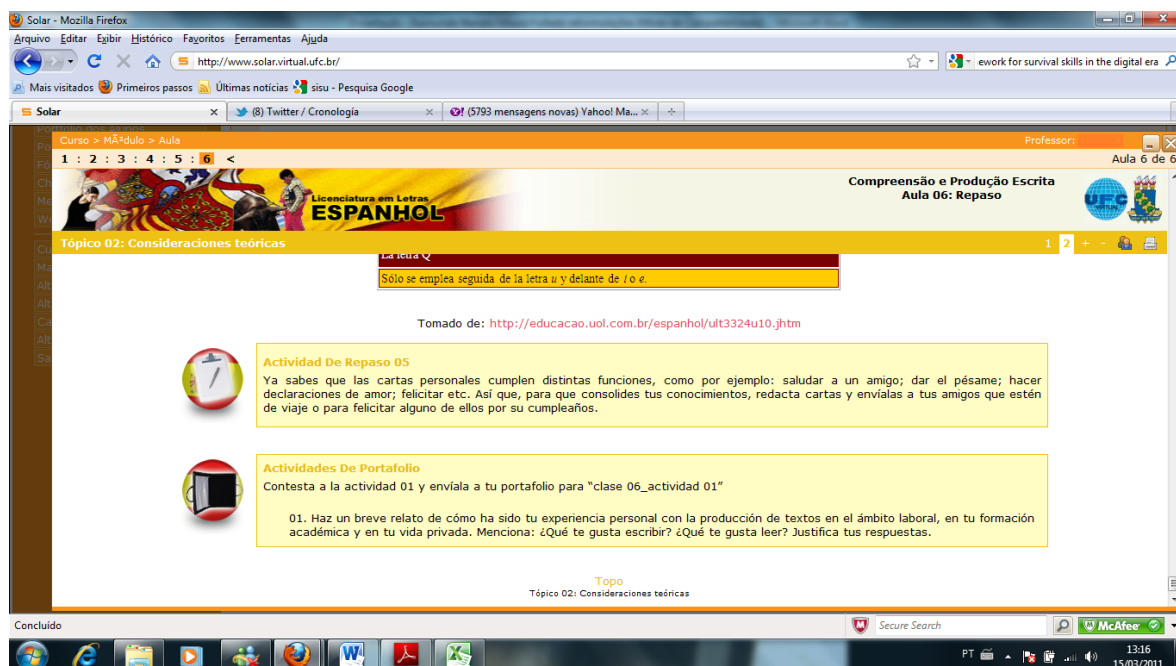 Solar - Mozilla Firefox
Arquivo Editar Exibir Histórico Favoritos Ferramentas Ajuda
http://www.solar.virtual.ufc.br/
ework for survival skills in the digital era
Mais visitados Primeiros passos Últimas notícias sisu - Pesquisa Google
Solar
(8) Twitter / Cronologia
(5793 mensagens novas) Yahoo! Ma...
Curso > MÃ³dulo > Aula
Professor:
1 : 2 : 3 : 4 : 5 : 6 <
Aula 6 de 6
Licenciatura em Letras
ESPANHOL
Compreensão e Produção Escrita
Aula 06: Repaso
UFC
VIRTUAL
Tópico 02: Consideraciones teóricas
1 2 + -
La letra Q
Sólo se emplea seguida de la letra u y delante de i o e.
Tomado de: http://educacao.uol.com.br/espanhol/ult3324u10.jhtm
Actividad De Repaso 05
Ya sabes que las cartas personales cumplen distintas funciones, como por ejemplo: saludar a un amigo; dar el pésame; hacer
declaraciones de amor; felicitar etc. Así que, para que consolides tus conocimientos, redacta cartas y envíalas a tus amigos que estén
de viaje o para felicitar alguno de ellos por su cumpleaños.
Actividades De Portafolio
Contesta a la actividad 01 y envíala a tu portafolio para “clase 06_actividad 01”
01. Haz un breve relato de cómo ha sido tu experiencia personal con la producción de textos en el ámbito laboral, en tu formación
académica y en tu vida privada. Menciona: ¿Qué te gusta escribir? ¿Qué te gusta leer? Justifica tus respuestas.
Topo
Tópico 02: Consideraciones teóricas
Concluído
Secure Search
McAfee
PT
13:16
15/03/2011